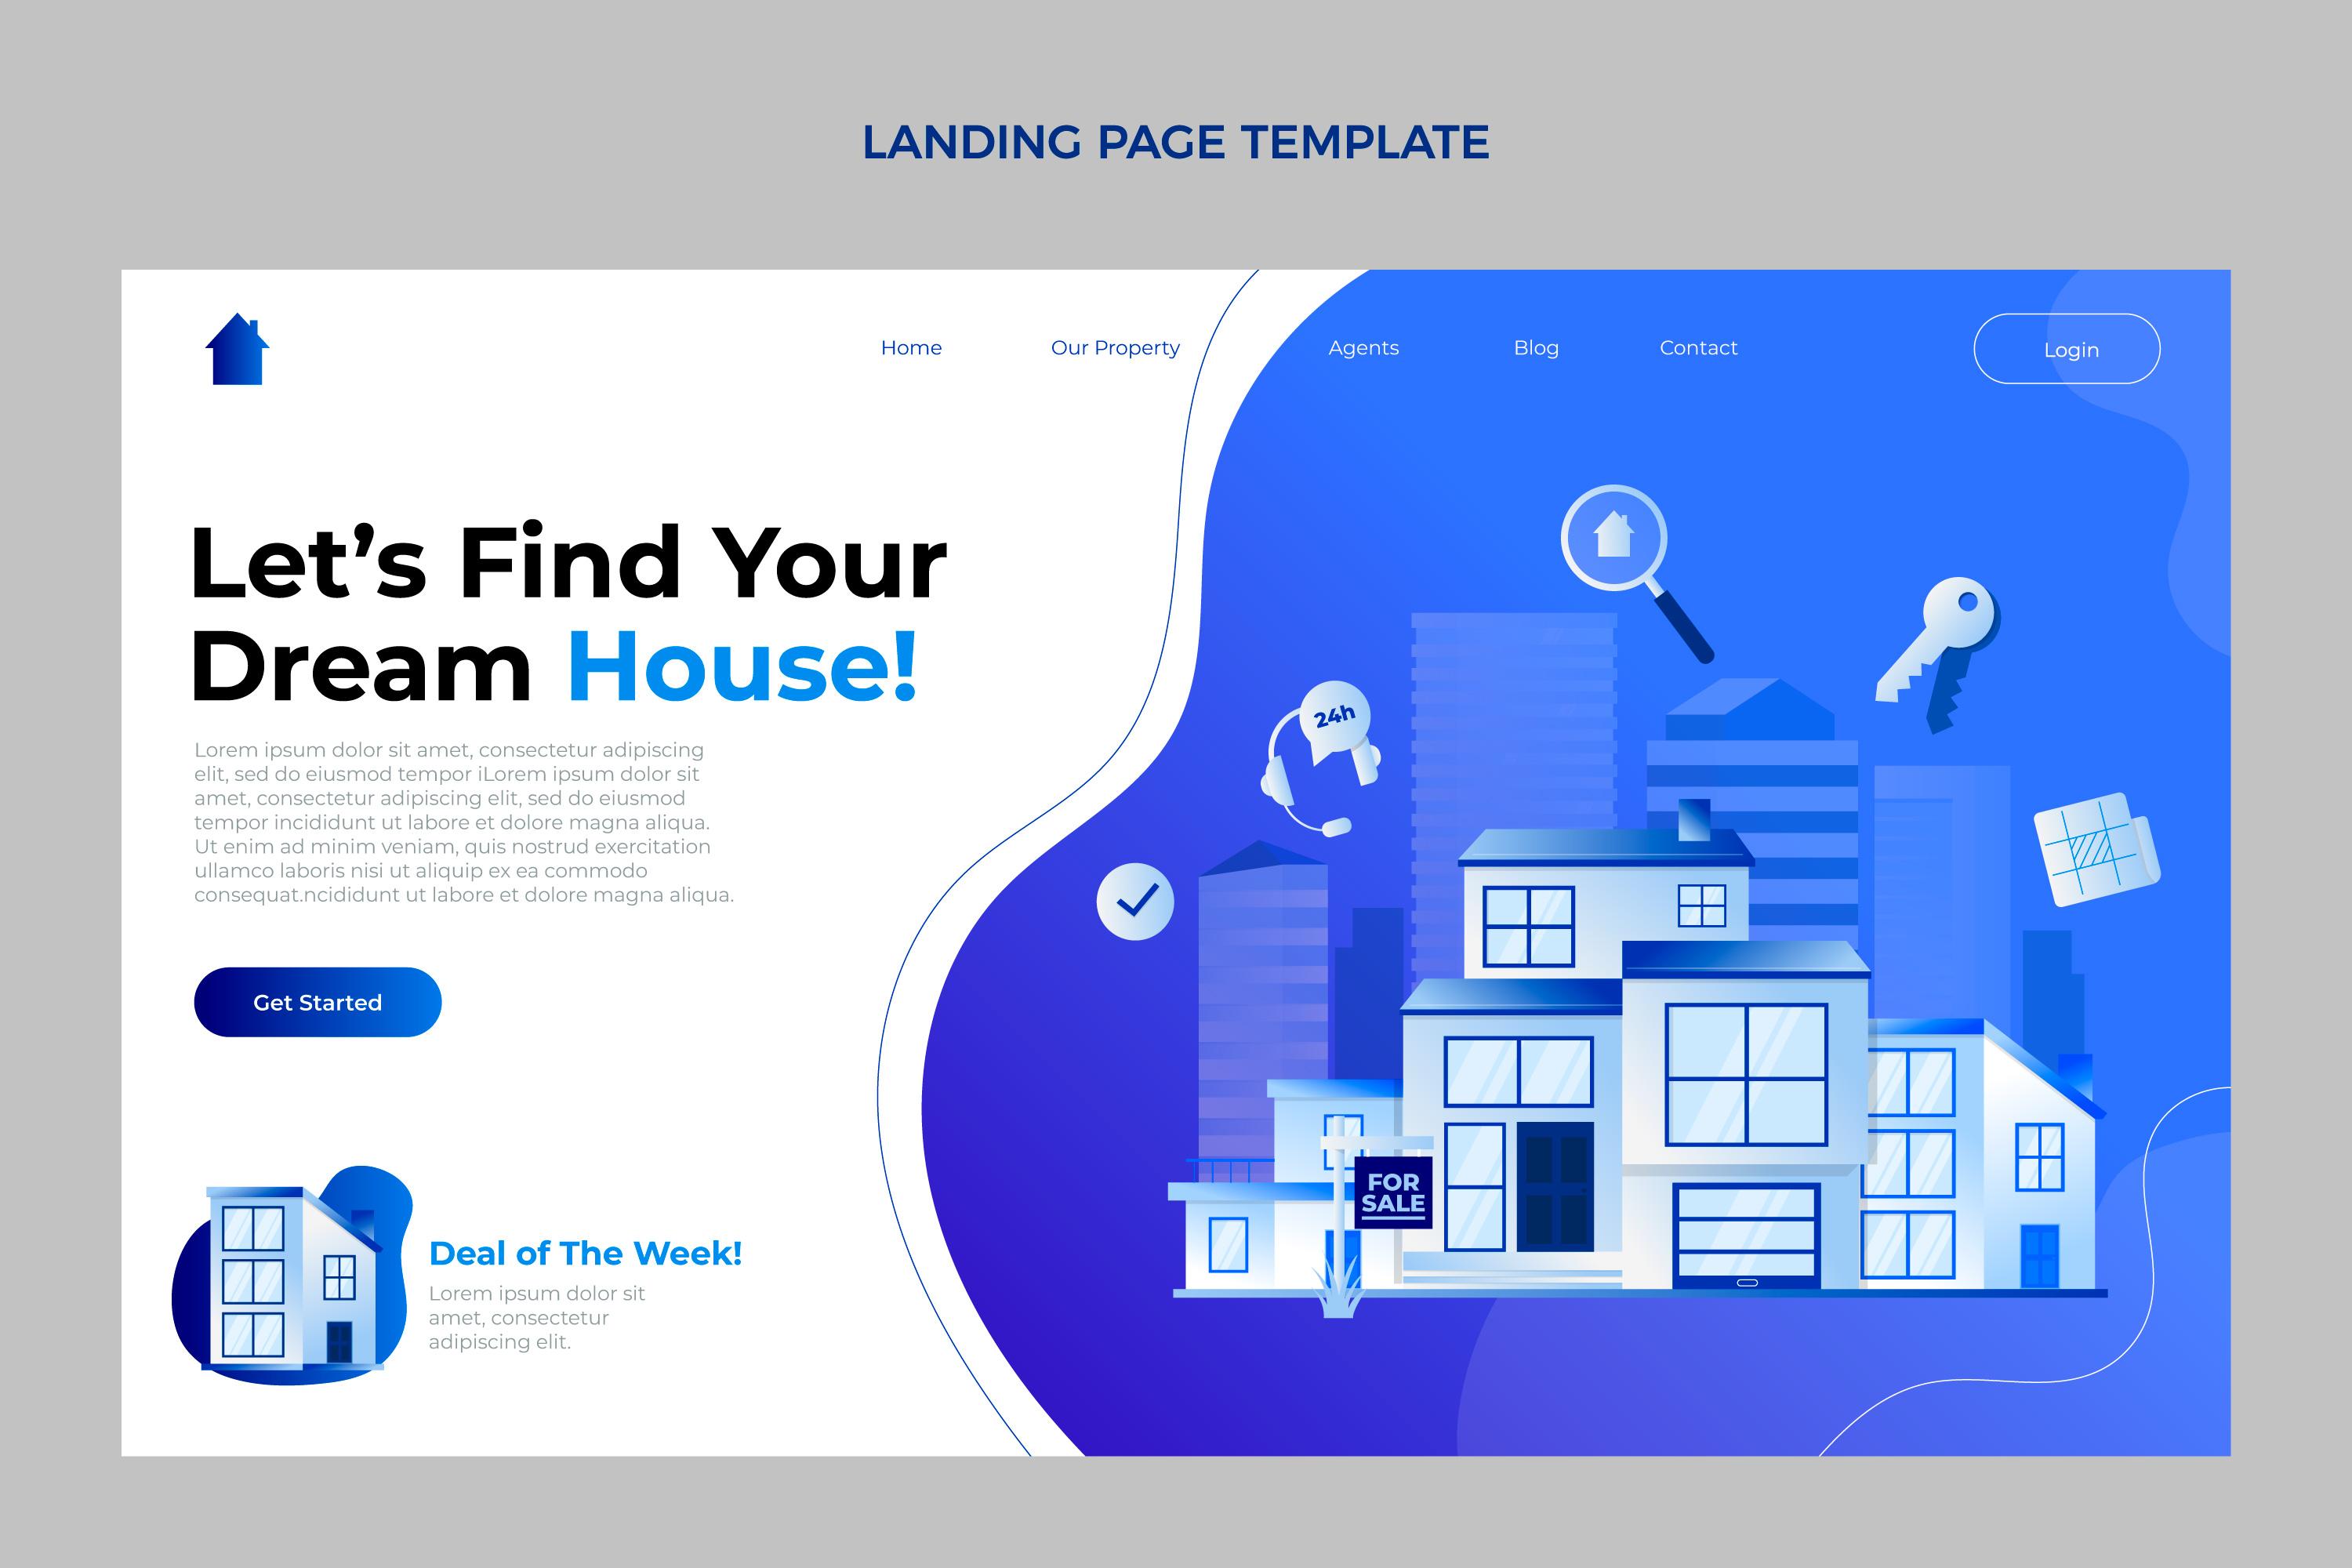 LANDING PAGE TEMPLATE
Home Our Property Agents Blog Contact Login
Let’s Find Your
Dream House!
Lorem ipsum dolor sit amet, consectetur adipiscing
elit, sed do eiusmod tempor iLorem ipsum dolor sit
amet, consectetur adipiscing elit, sed do eiusmod
tempor incididunt ut labore et dolore magna aliqua.
Ut enim ad minim veniam, quis nostrud exercitation
ullamco laboris nisi ut aliquip ex ea commodo
consequat.ncididunt ut labore et dolore magna aliqua.
Get Started
Deal of The Week!
Lorem ipsum dolor sit
amet, consectetur
adipiscing elit.
24h
FOR
SALE